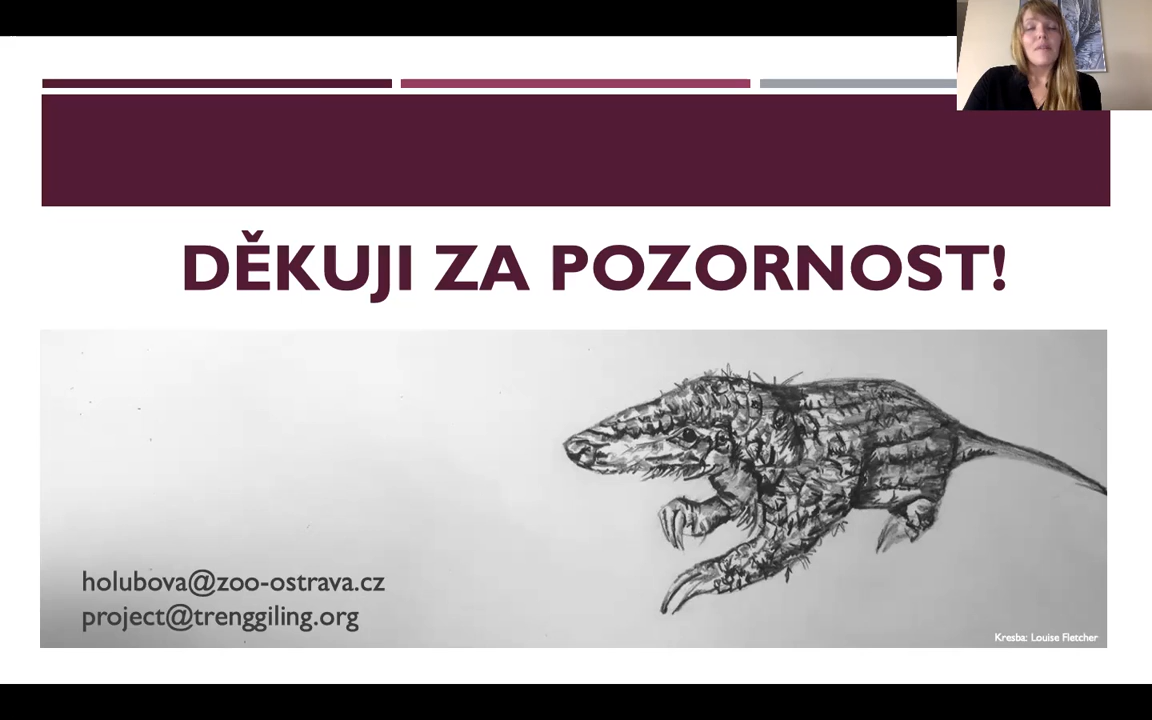 DĚKUJI ZA POZORNOST!
holubova@zoo-ostrava.cz
project@trenggiling.org
Kresba: Louise Fletcher